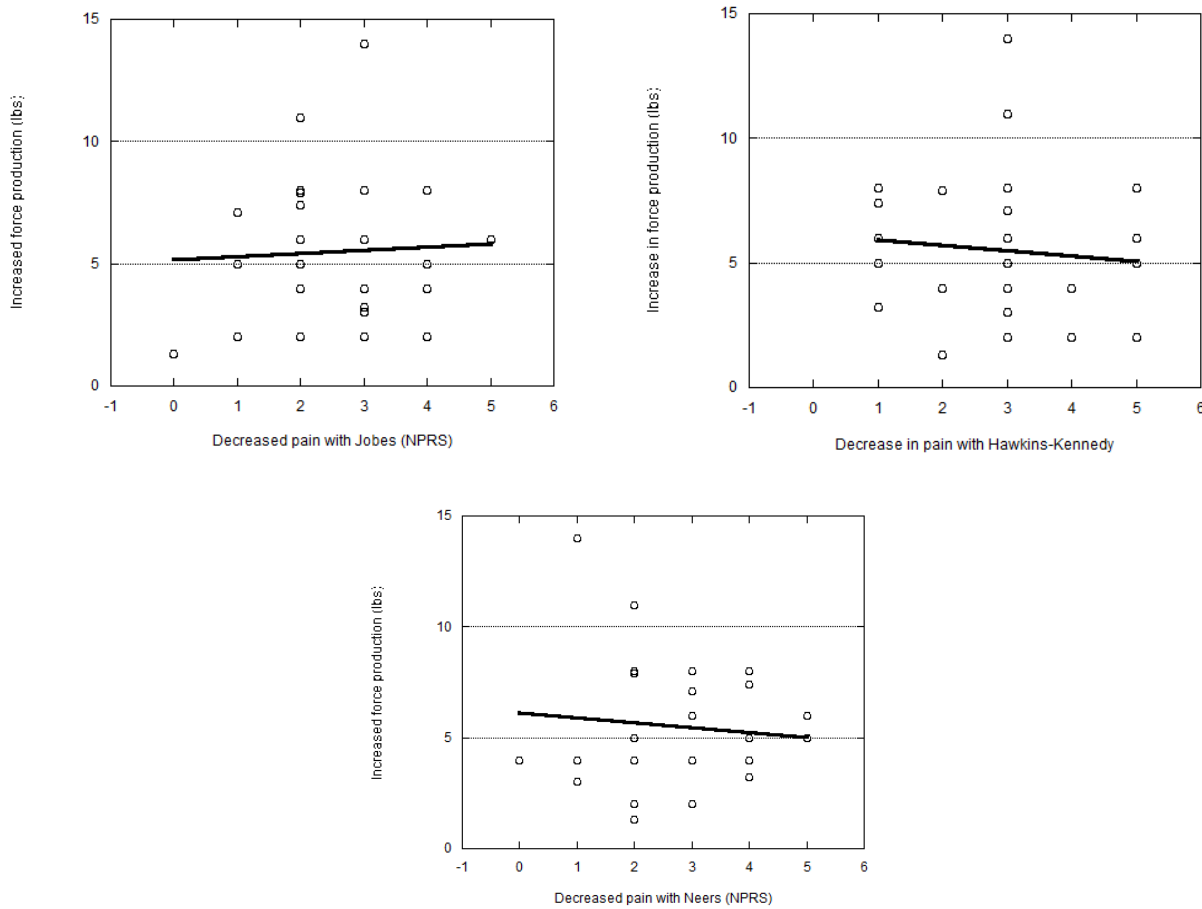 15
10
5
0
Increased force production (lbs)
-1 0 1 2 3 4 5 6
Decreased pain with Jobes (NPRS)
15
10
5
0
Increase in force production (lbs)
-1 0 1 2 3 4 5 6
Decrease in pain with Hawkins-Kennedy
15
10
5
0
Increased force production (lbs)
-1 0 1 2 3 4 5 6
Decreased pain with Neers (NPRS)